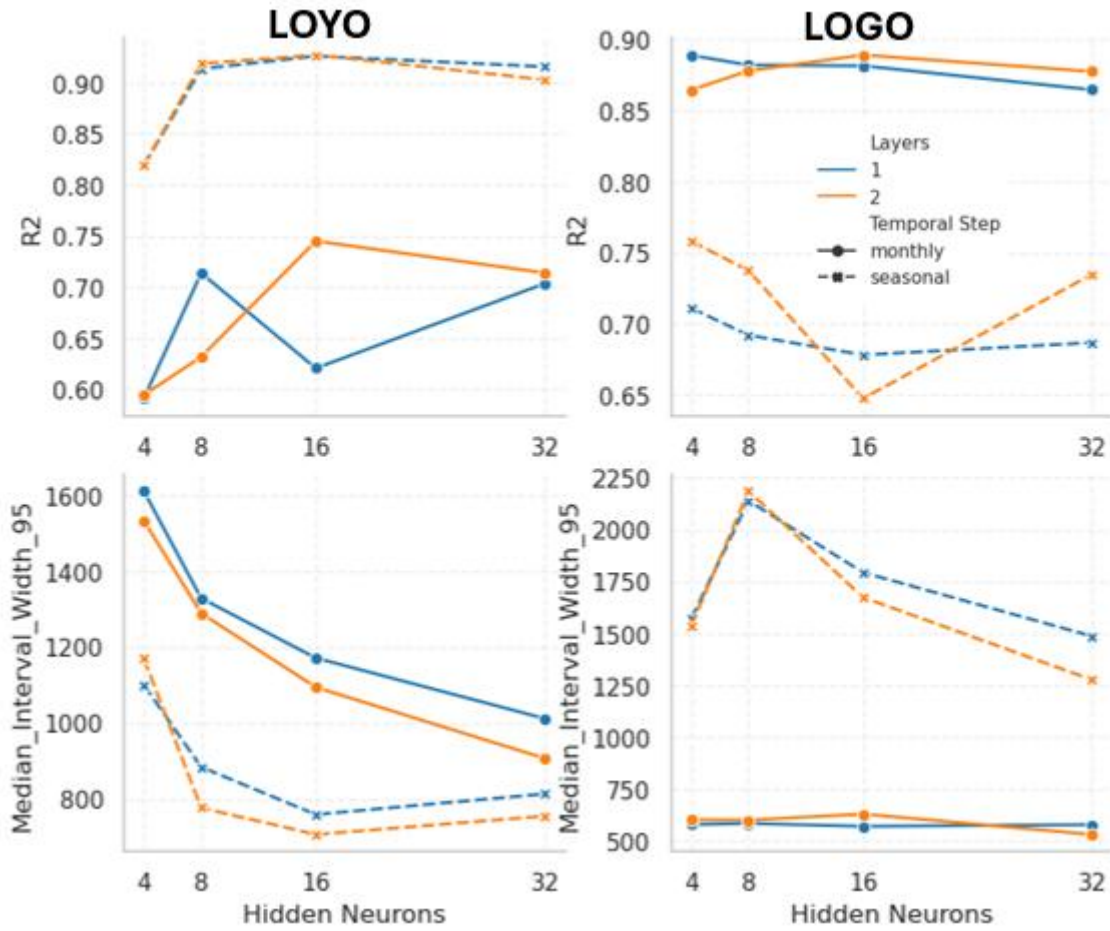 LOYO
R2
0.90
0.85
0.80
0.75
0.70
0.65
0.60
4 8 16 32
LOGO
R2
0.90
0.85
0.80
0.75
0.70
0.65
Layers
1
2
Temporal Step
monthly
seasonal
4 8 16 32
Median_Interval_Width_95
1600
1400
1200
1000
800
4 8 16 32
Hidden Neurons
Median_Interval_Width_95
2250
2000
1750
1500
1250
1000
750
500
4 8 16 32
Hidden Neurons